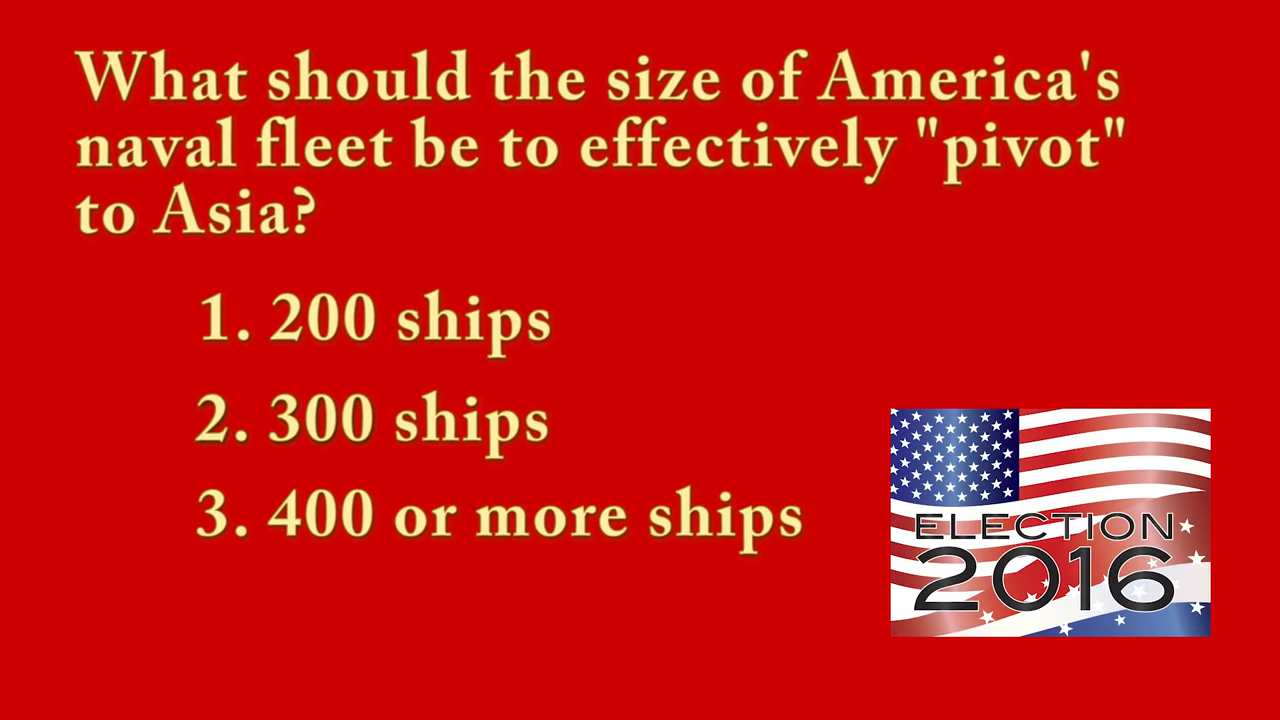 What should the size of America's
naval fleet be to effectively "pivot"
to Asia?
1. 200 ships
2. 300 ships
3. 400 or more ships
ELECTION
2016